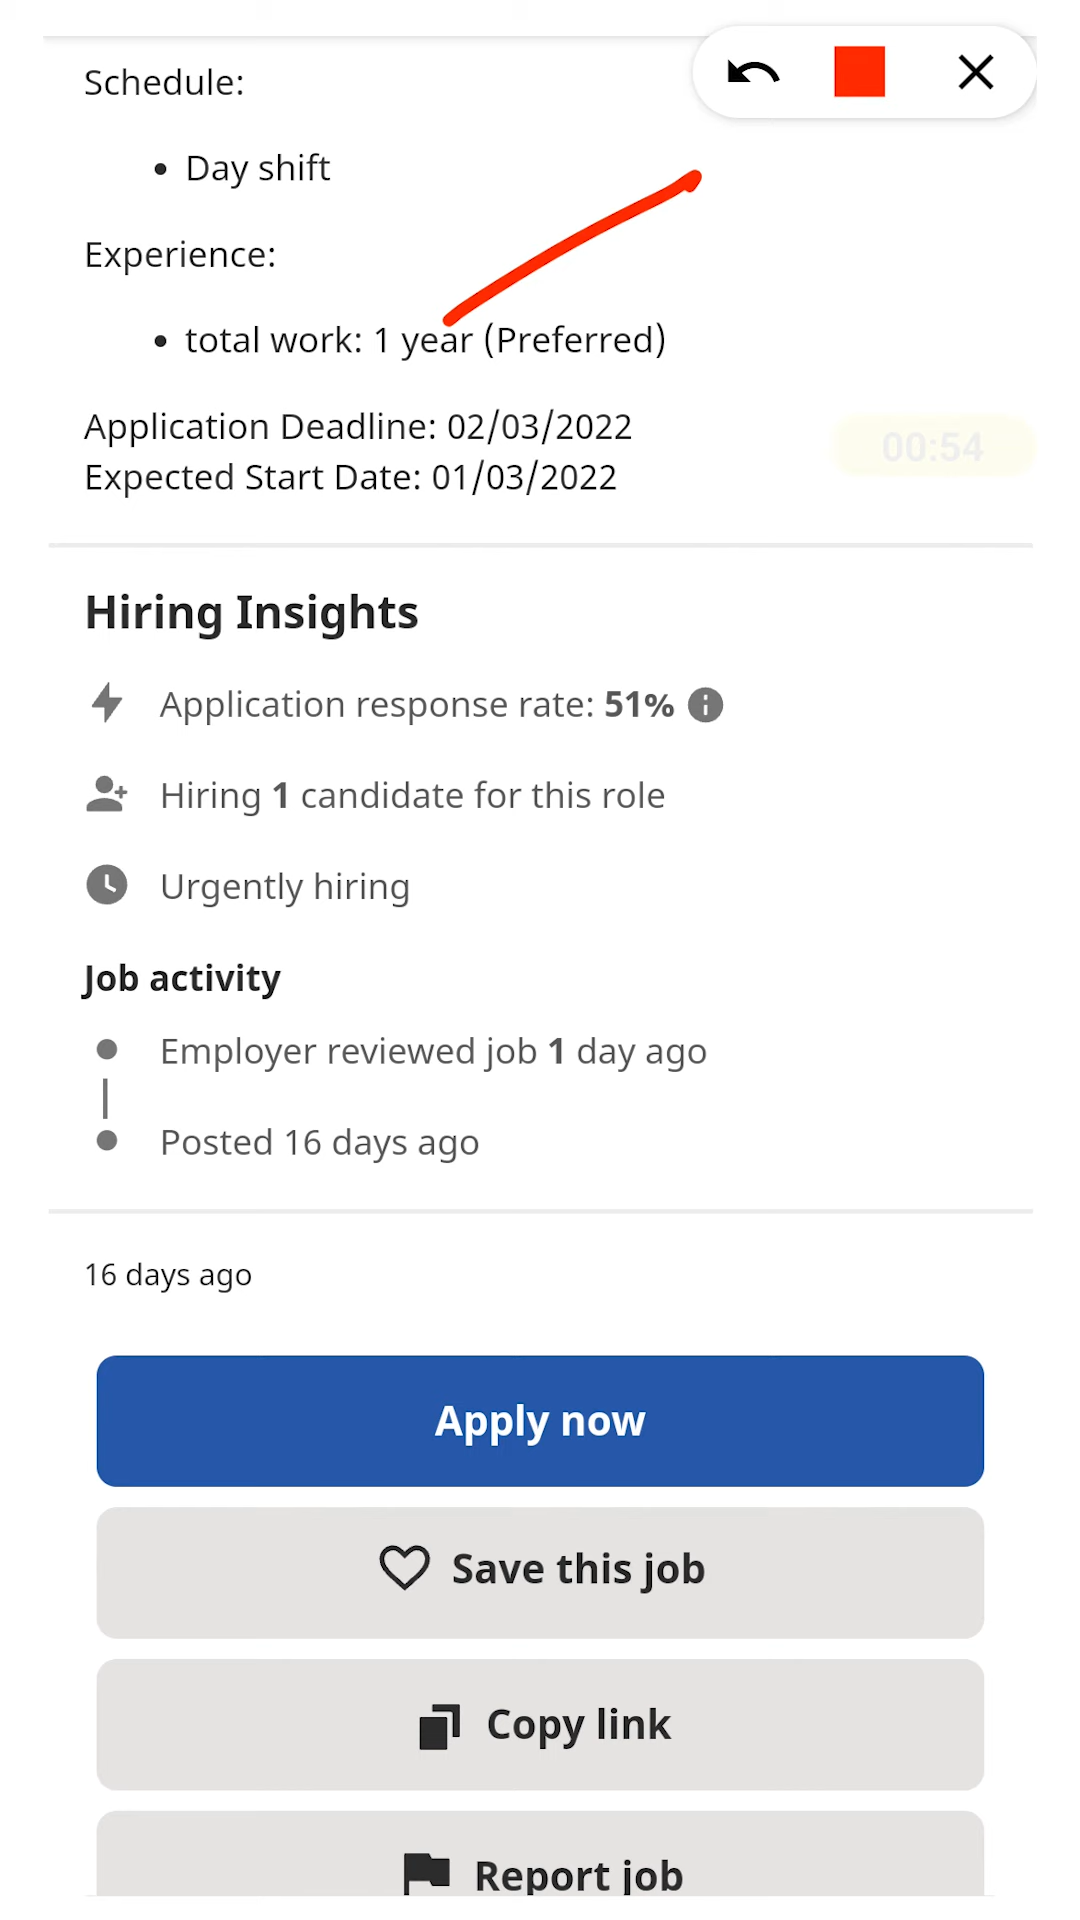 Schedule:
• Day shift
Experience:
• total work: 1 year (Preferred)
Application Deadline: 02/03/2022
00:54
Expected Start Date: 01/03/2022
Hiring Insights
Application response rate: 51%
Hiring 1 candidate for this role
Urgently hiring
Job activity
Employer reviewed job 1 day ago
Posted 16 days ago
16 days ago
Apply now
Save this job
Copy link
Report job